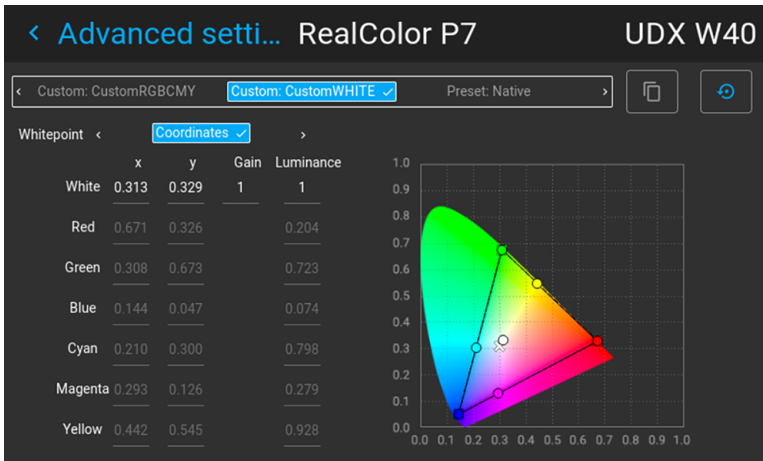 ‹ Advanced setti... RealColor P7 UDX W40
‹ Custom: CustomRGBCMY Custom: CustomWHITE ✓ Preset: Native ›
Whitepoint ‹ Coordinates ✓ ›
x y Gain Luminance
White 0.313 0.329 1 1
Red 0.671 0.326 0.204
Green 0.308 0.673 0.723
Blue 0.144 0.047 0.074
Cyan 0.210 0.300 0.798
Magenta 0.293 0.126 0.279
Yellow 0.442 0.545 0.928
1.0
0.9
0.8
0.7
0.6
0.5
0.4
0.3
0.2
0.1
0.0
0.0 0.1 0.2 0.3 0.4 0.5 0.6 0.7 0.8 0.9 1.0